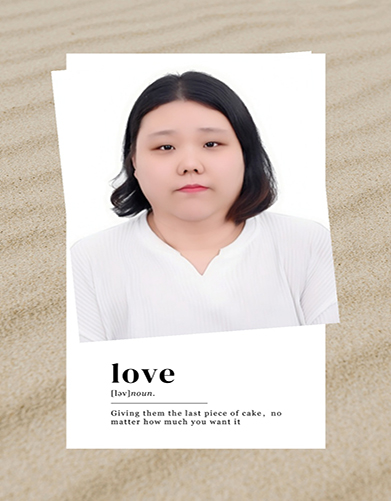 love
[ləv]noun.
Giving them the last piece of cake, no
matter how much you want it